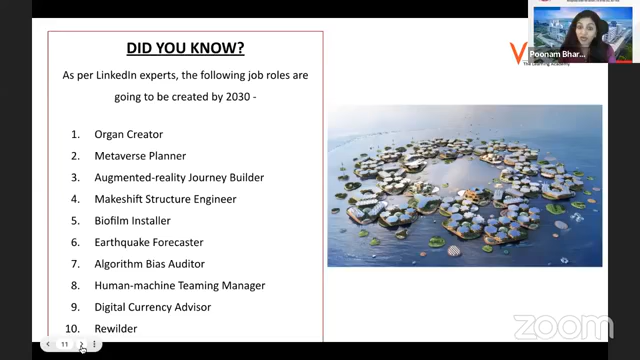 DID YOU KNOW?
As per LinkedIn experts, the following job roles are
going to be created by 2030 -
1. Organ Creator
2. Metaverse Planner
3. Augmented-reality Journey Builder
4. Makeshift Structure Engineer
5. Biofilm Installer
6. Earthquake Forecaster
7. Algorithm Bias Auditor
8. Human-machine Teaming Manager
9. Digital Currency Advisor
10. Rewilder
V
The Learning Academy
Poonam Bhar...
11
zoom